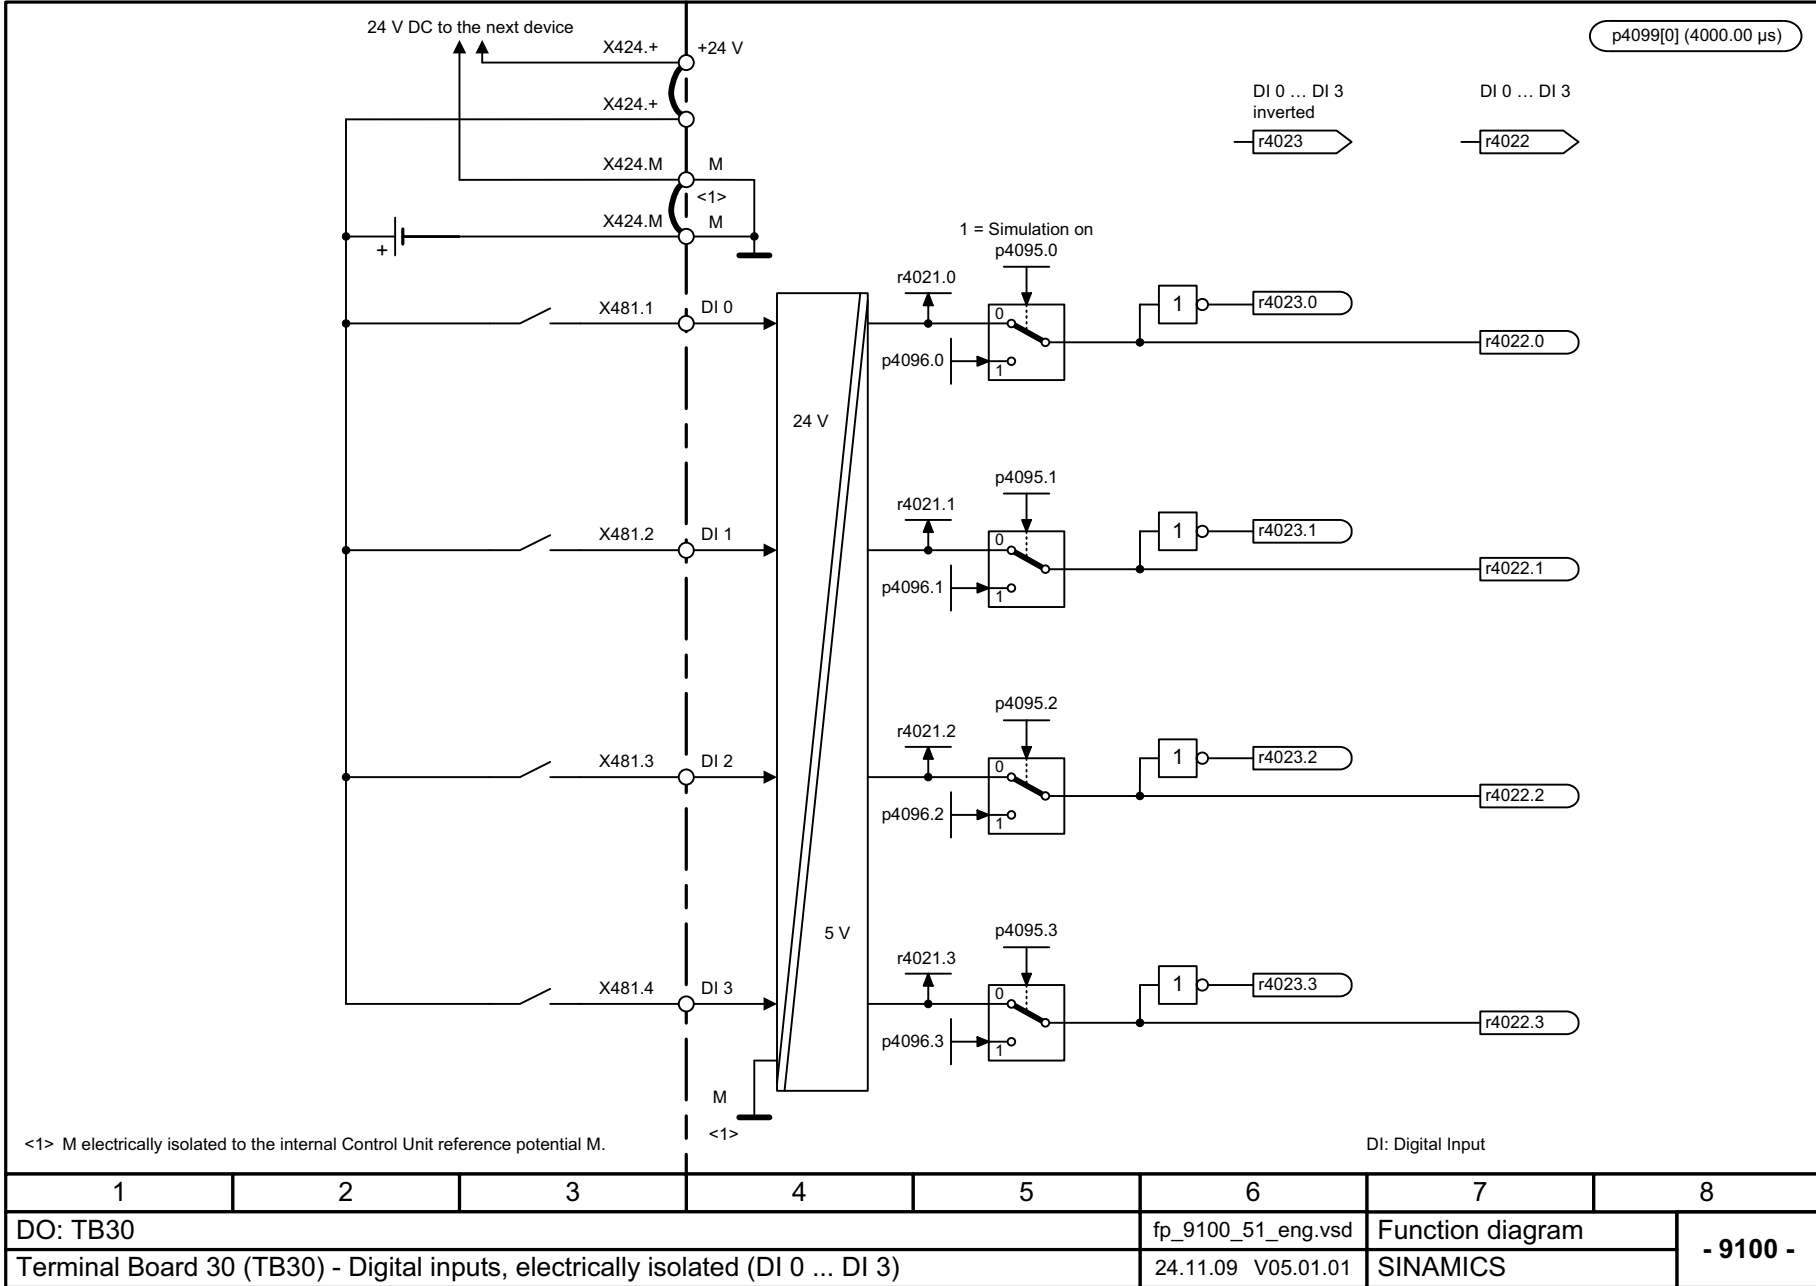 24 V DC to the next device
X424.+
+24 V
p4099[0] (4000.00 µs)
X424.+
DI 0 … DI 3
inverted
r4023
DI 0 … DI 3
r4022
X424.M
M
<1>
X424.M
M
+
1 = Simulation on
p4095.0
r4021.0
X481.1
DI 0
0
1
r4023.0
r4022.0
p4096.0
1
24 V
p4095.1
r4021.1
X481.2
DI 1
0
1
r4023.1
r4022.1
p4096.1
1
p4095.2
r4021.2
X481.3
DI 2
0
1
r4023.2
r4022.2
p4096.2
1
5 V
p4095.3
r4021.3
X481.4
DI 3
0
1
r4023.3
r4022.3
p4096.3
1
M
<1>
<1> M electrically isolated to the internal Control Unit reference potential M.
DI: Digital Input
1 2 3 4 5 6 7 8
DO: TB30
fp_9100_51_eng.vsd
Function diagram
- 9100 -
Terminal Board 30 (TB30) - Digital inputs, electrically isolated (DI 0 ... DI 3)
24.11.09 V05.01.01
SINAMICS